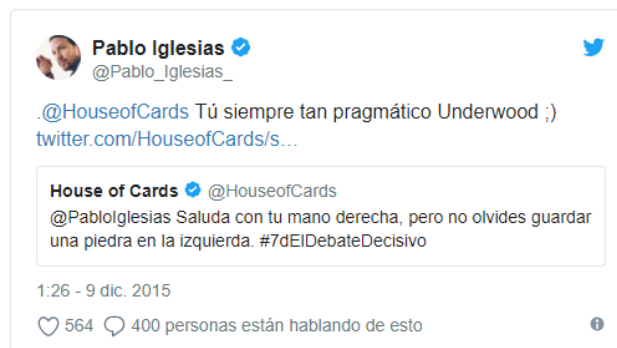 Pablo Iglesias
@Pablo_Iglesias_
.@HouseofCards Tú siempre tan pragmático Underwood ;)
twitter.com/HouseofCards/s…
House of Cards @HouseofCards
@PabloIglesias Saluda con tu mano derecha, pero no olvides guardar
una piedra en la izquierda. #7dElDebateDecisivo
1:26 - 9 dic. 2015
564 400 personas están hablando de esto